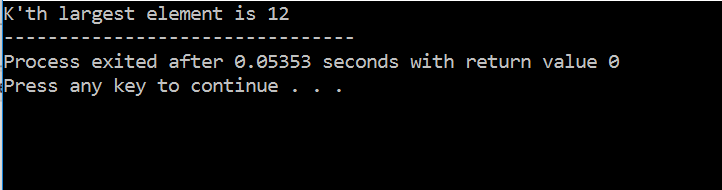 K'th largest element is 12
--------------------------------
Process exited after 0.05353 seconds with return value 0
Press any key to continue . . .